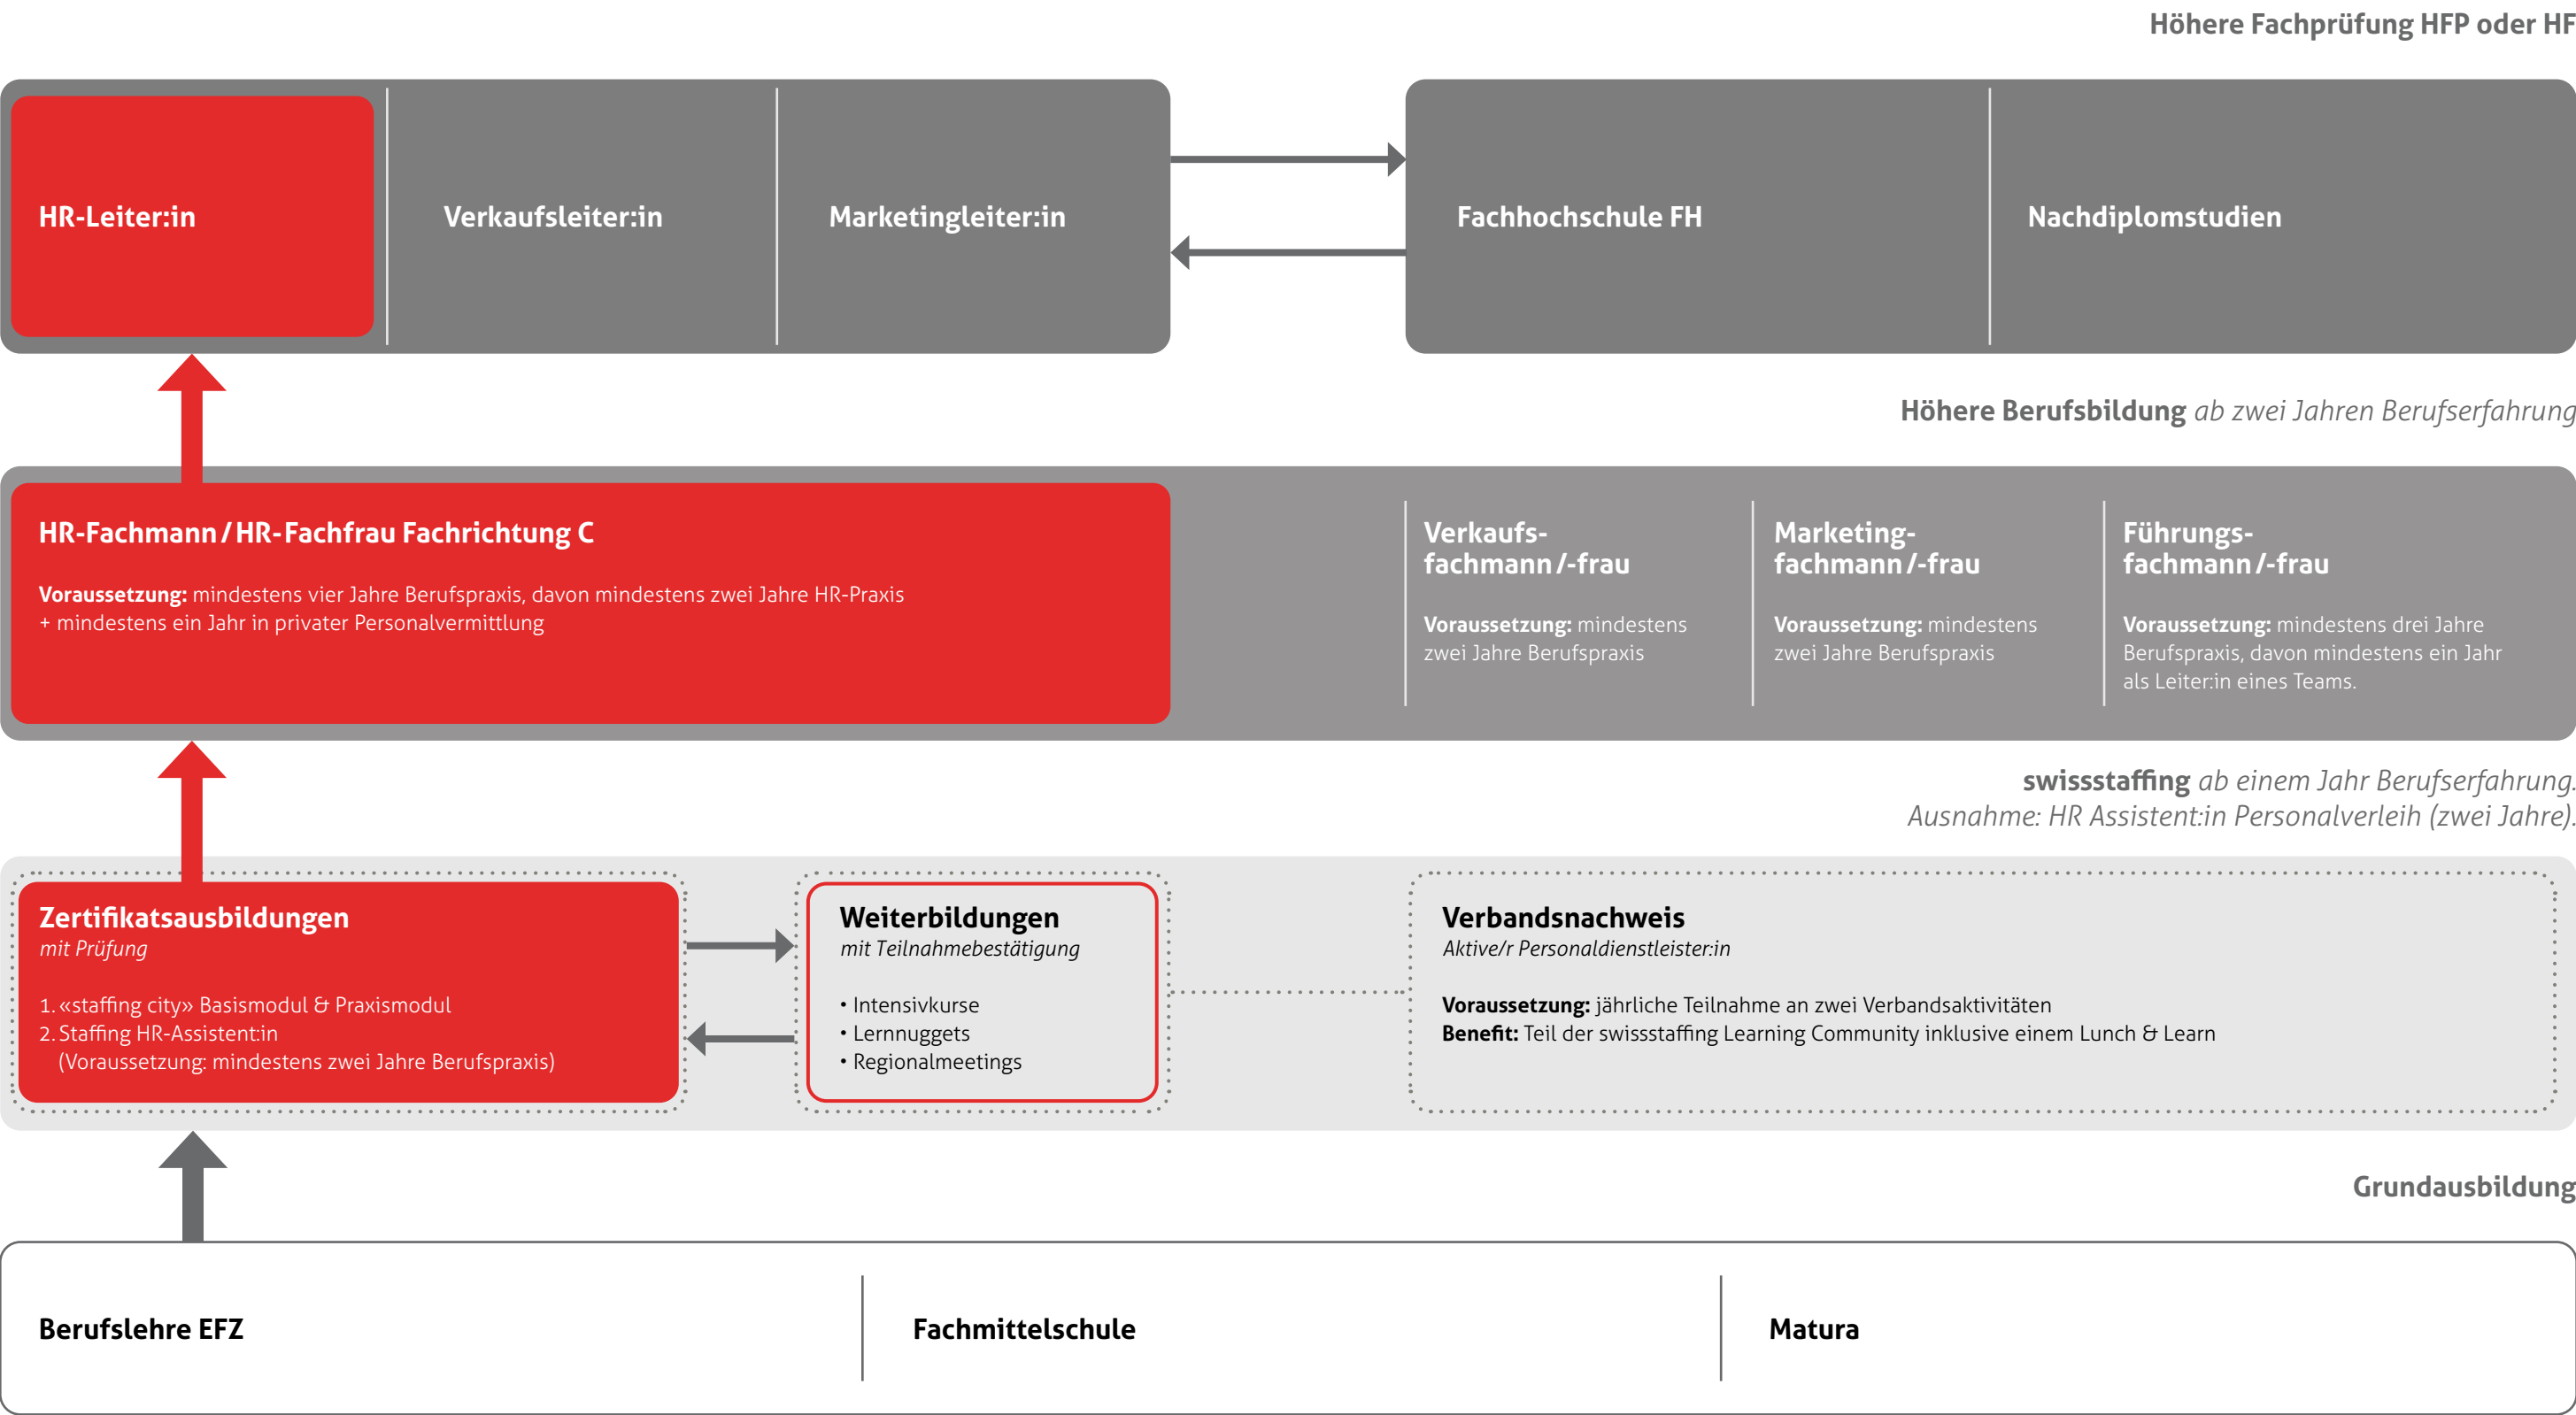 Höhere Fachprüfung HFP oder HF
HR-Leiter:in
Verkaufsleiter:in
Marketingleiter:in
Fachhochschule FH
Nachdiplomstudien
Höhere Berufsbildung ab zwei Jahren Berufserfahrung
HR-Fachmann/HR-Fachfrau Fachrichtung C
Voraussetzung: mindestens vier Jahre Berufspraxis, davon mindestens zwei Jahre HR-Praxis
+ mindestens ein Jahr in privater Personalvermittlung
Verkaufs-
fachmann/-frau
Voraussetzung: mindestens
zwei Jahre Berufspraxis
Marketing-
fachmann/-frau
Voraussetzung: mindestens
zwei Jahre Berufspraxis
Führungs-
fachmann/-frau
Voraussetzung: mindestens drei Jahre
Berufspraxis, davon mindestens ein Jahr
als Leiter:in eines Teams.
swissstaffing ab einem Jahr Berufserfahrung.
Ausnahme: HR Assistent:in Personalverleih (zwei Jahre).
Zertifikatsausbildungen
mit Prüfung
1. «staffing city» Basismodul & Praxismodul
2. Staffing HR-Assistent:in
(Voraussetzung: mindestens zwei Jahre Berufspraxis)
Weiterbildungen
mit Teilnahmebestätigung
• Intensivkurse
• Lernnuggets
• Regionalmeetings
Verbandsnachweis
Aktive/r Personaldienstleister:in
Voraussetzung: jährliche Teilnahme an zwei Verbandsaktivitäten
Benefit: Teil der swissstaffing Learning Community inklusive einem Lunch & Learn
Grundausbildung
Berufslehre EFZ
Fachmittelschule
Matura